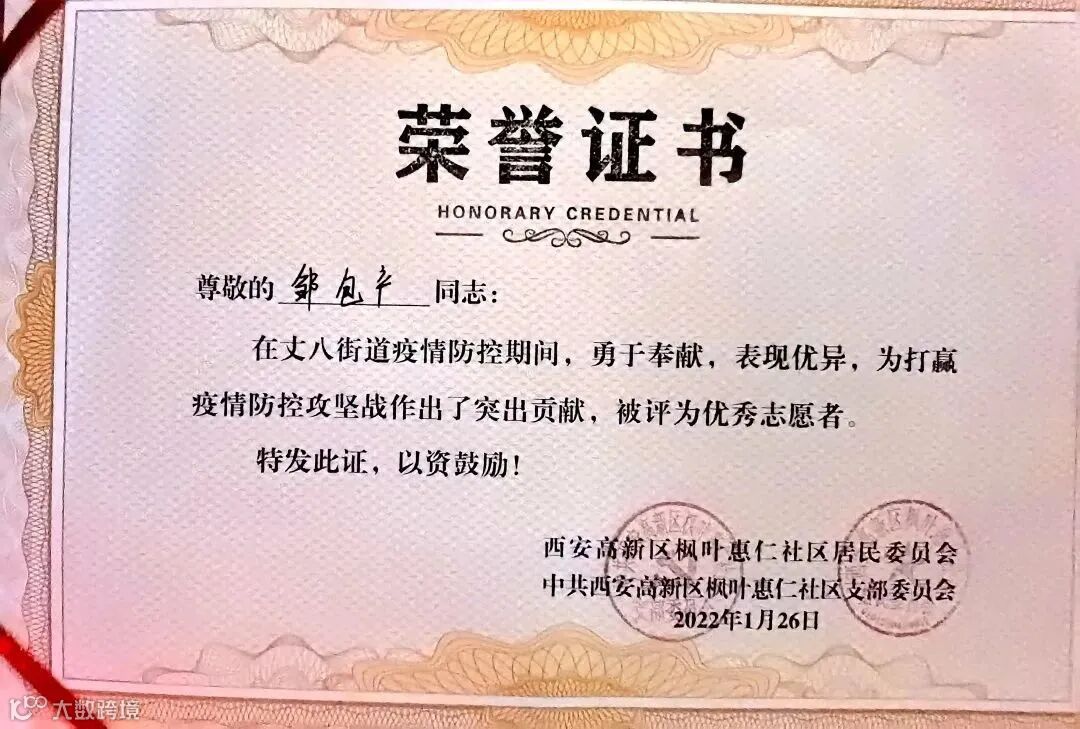 荣誉证书
HONORARY CREDENTIAL
尊敬的 邹包产 同志：
在丈八街道疫情防控期间，勇于奉献，表现优异，为打赢
疫情防控攻坚战作出了突出贡献，被评为优秀志愿者。
特发此证，以资鼓励！
西安高新区枫叶惠仁社区居民委员会
中共西安高新区枫叶惠仁社区支部委员会
2022年1月26日
大数跨境